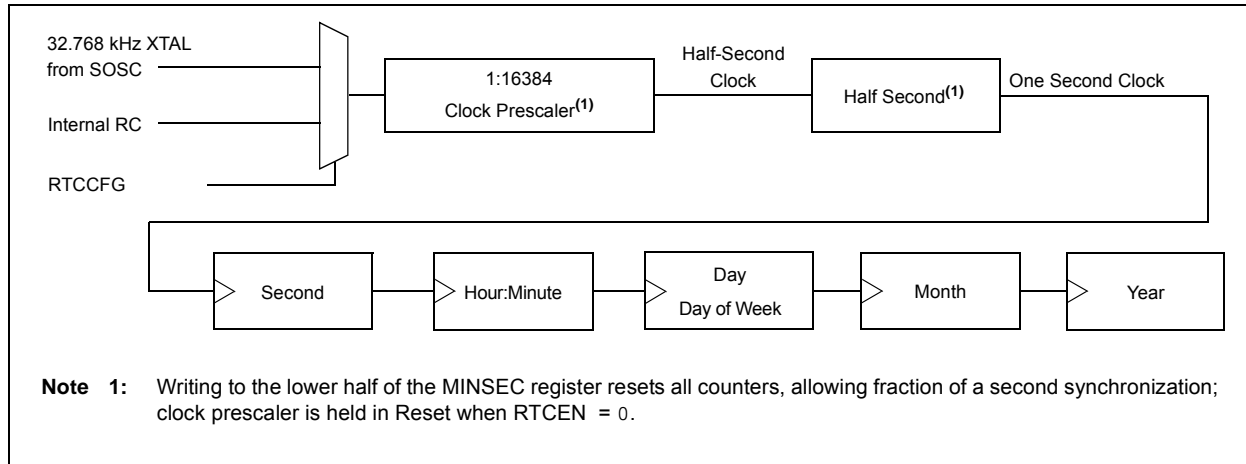 32.768 kHz XTAL
from SOSC
Internal RC
RTCCFG
1:16384
Clock Prescaler(1)
Half-Second
Clock
Half Second(1)
One Second Clock
Second
Hour:Minute
Day
Day of Week
Month
Year
Note 1: Writing to the lower half of the MINSEC register resets all counters, allowing fraction of a second synchronization;
clock prescaler is held in Reset when RTCEN = 0.